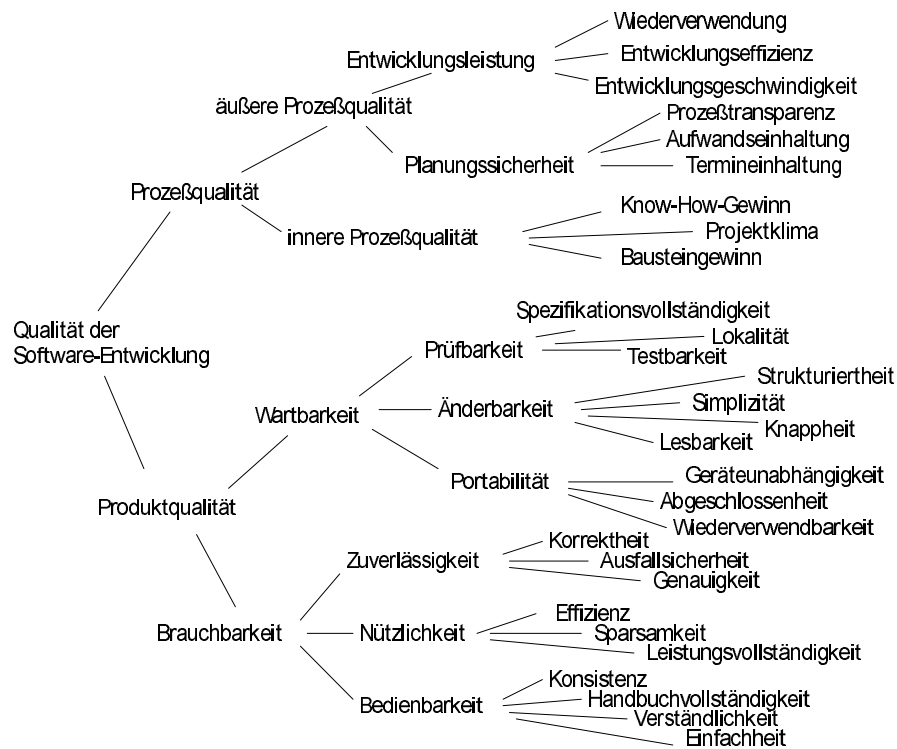 Wiederverwendung
Entwicklungseffizienz
Entwicklungsleistung
Entwicklungsgeschwindigkeit
äußere Prozeßqualität
Prozeßtransparenz
Aufwandseinhaltung
Planungssicherheit
Termineinhaltung
Prozeßqualität
Know-How-Gewinn
innere Prozeßqualität
Projektklima
Bausteingewinn
Qualität der
Software-Entwicklung
Spezifikationsvollständigkeit
Prüfbarkeit
Lokalität
Testbarkeit
Strukturiertheit
Wartbarkeit
Änderbarkeit
Simplizität
Knappheit
Lesbarkeit
Portabilität
Geräteunabhängigkeit
Abgeschlossenheit
Wiederverwendbarkeit
Produktqualität
Korrektheit
Zuverlässigkeit
Ausfallsicherheit
Genauigkeit
Effizienz
Brauchbarkeit
Nützlichkeit
Sparsamkeit
Leistungsvollständigkeit
Konsistenz
Bedienbarkeit
Handbuchvollständigkeit
Verständlichkeit
Einfachheit